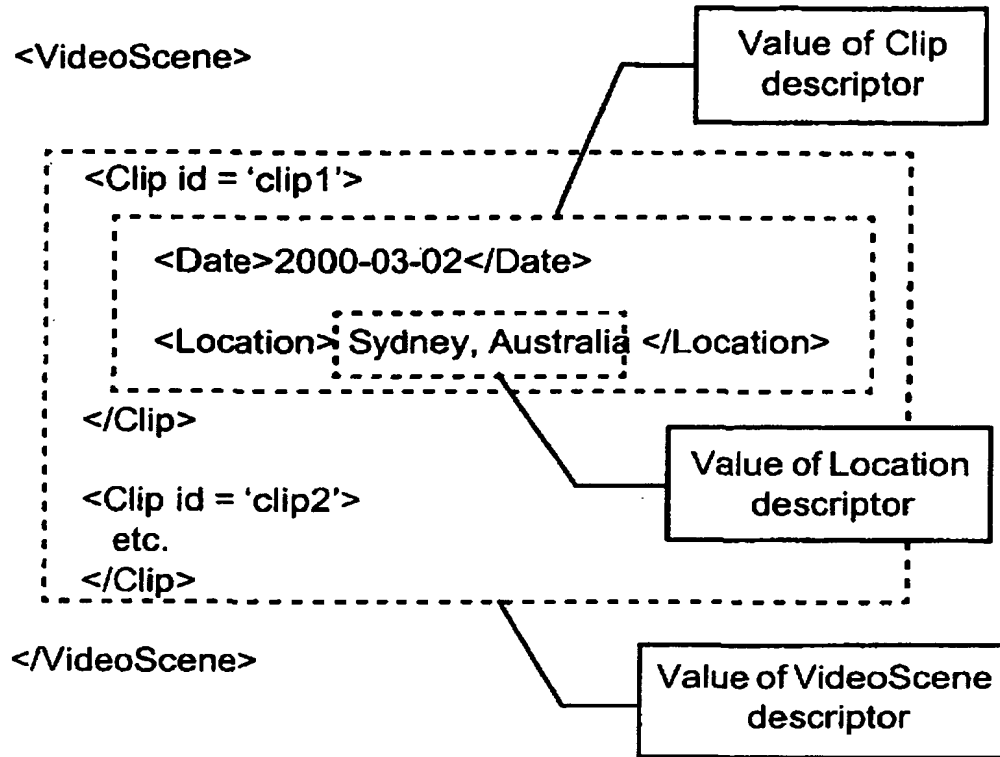 <VideoScene>
Value of Clip
descriptor
<Clip id = ‘clip1’>
<Date>2000-03-02</Date>
<Location> Sydney, Australia </Location>
</Clip>
Value of Location
descriptor
<Clip id = ‘clip2’>
etc.
</Clip>
</VideoScene>
Value of VideoScene
descriptor